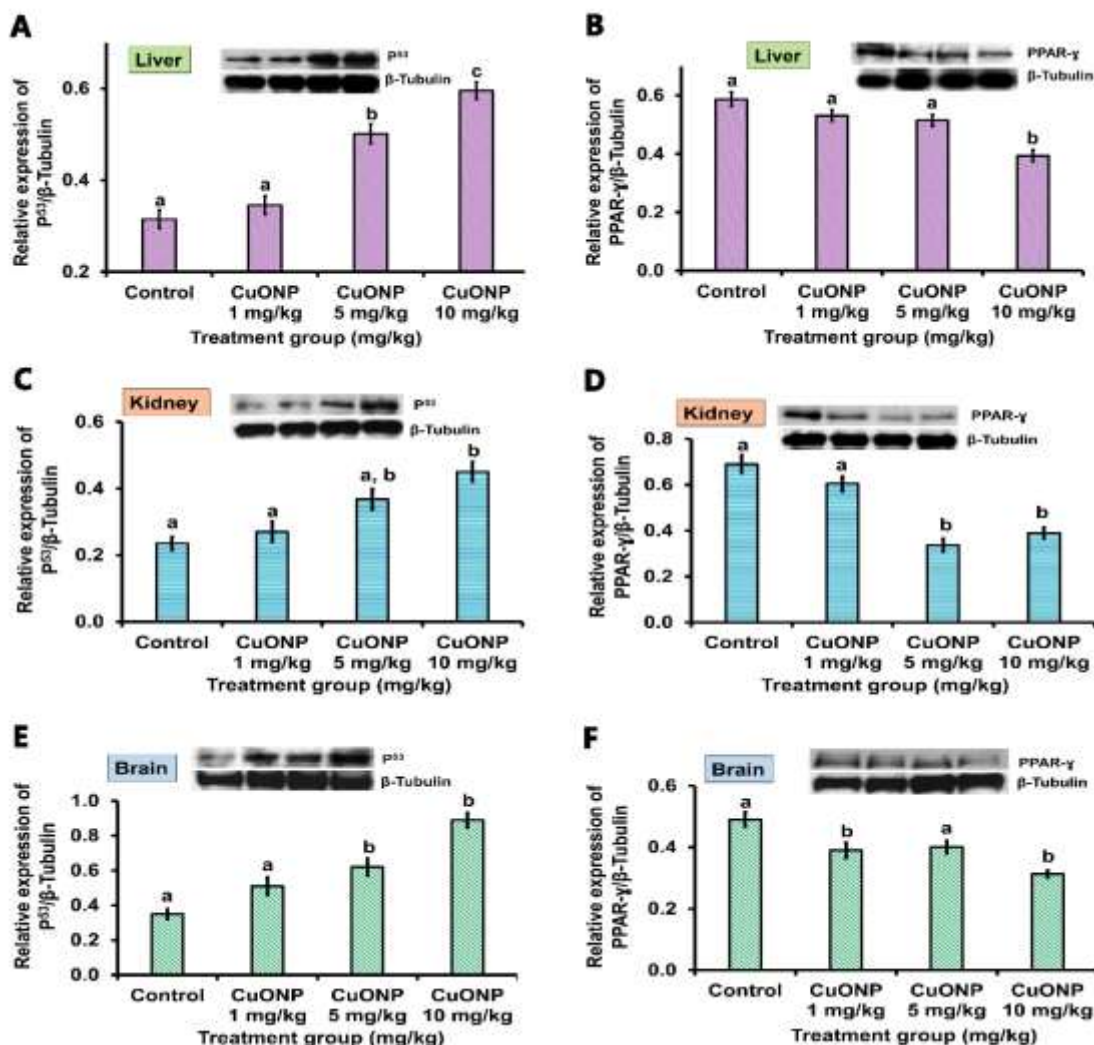 A
Liver
P⁵³
β-Tubulin
Relative expression of
P⁵³/β-Tubulin
0.6
0.4
0.2
a
a
b
c
Control
CuONP
1 mg/kg
CuONP
5 mg/kg
CuONP
10 mg/kg
Treatment group (mg/kg)
B
Liver
PPAR-ɣ
β-Tubulin
Relative expression of
PPAR-ɣ/β-Tubulin
0.6
0.4
0.2
0.0
a
a
a
b
Control
CuONP
1 mg/kg
CuONP
5 mg/kg
CuONP
10 mg/kg
Treatment group (mg/kg)
C
Kidney
P⁵³
β-Tubulin
Relative expression of
P⁵³/β-Tubulin
0.6
0.4
0.2
0.0
a
a
a, b
b
Control
CuONP
1 mg/kg
CuONP
5 mg/kg
CuONP
10 mg/kg
Treatment group (mg/kg)
D
Kidney
PPAR-ɣ
β-Tubulin
Relative expression of
PPAR-ɣ/β-Tubulin
0.8
0.6
0.4
0.2
0.0
a
a
b
b
Control
CuONP
1 mg/kg
CuONP
5 mg/kg
CuONP
10 mg/kg
Treatment group (mg/kg)
E
Brain
P⁵³
β-Tubulin
Relative expression of
P⁵³/β-Tubulin
1.0
0.8
0.6
0.4
0.2
0.0
a
a
b
b
Control
CuONP
1 mg/kg
CuONP
5 mg/kg
CuONP
10 mg/kg
Treatment group (mg/kg)
F
Brain
PPAR-ɣ
β-Tubulin
Relative expression of
PPAR-ɣ/β-Tubulin
0.6
0.4
0.2
0.0
a
b
a
b
Control
CuONP
1 mg/kg
CuONP
5 mg/kg
CuONP
10 mg/kg
Treatment group (mg/kg)